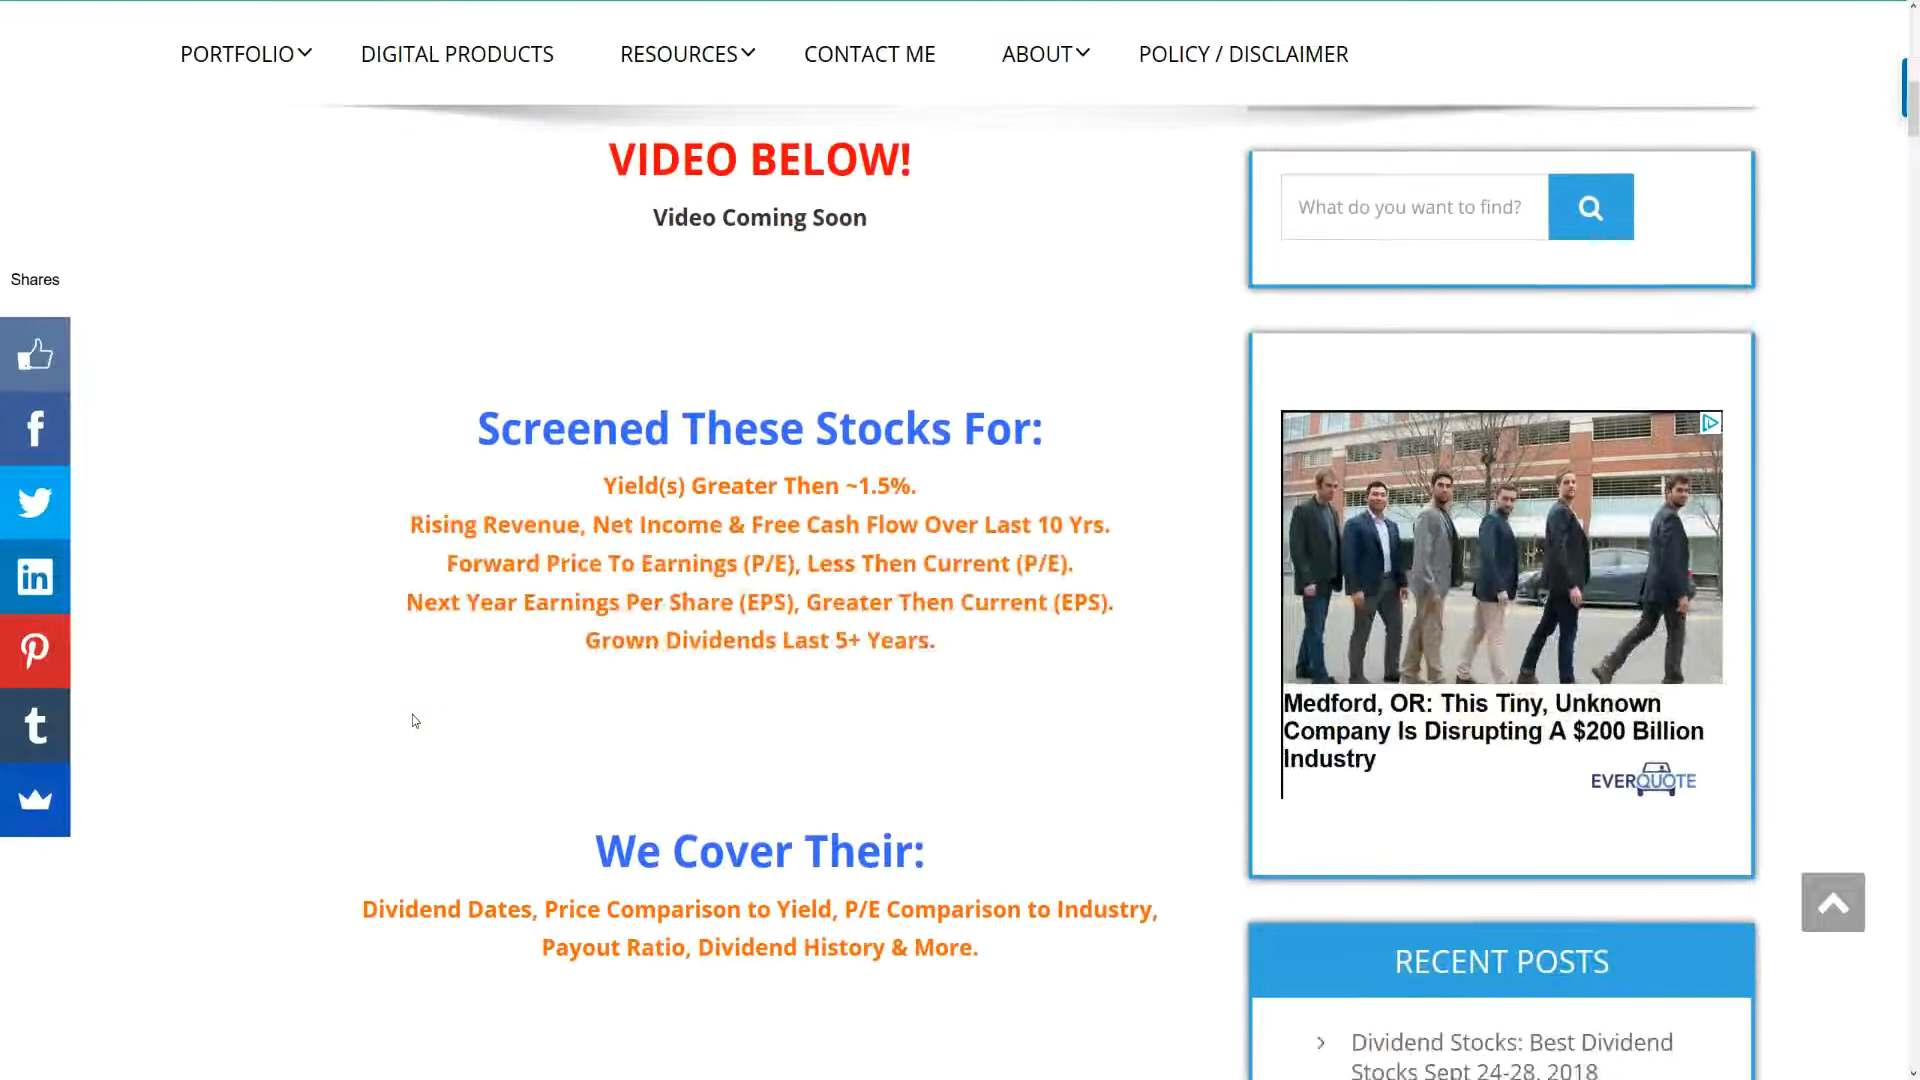 PORTFOLIO
DIGITAL PRODUCTS
RESOURCES
CONTACT ME
ABOUT
POLICY / DISCLAIMER
VIDEO BELOW!
Video Coming Soon
What do you want to find?
Shares
Screened These Stocks For:
Yield(s) Greater Then ~1.5%.
Rising Revenue, Net Income & Free Cash Flow Over Last 10 Yrs.
Forward Price To Earnings (P/E), Less Then Current (P/E).
Next Year Earnings Per Share (EPS), Greater Then Current (EPS).
Grown Dividends Last 5+ Years.
Medford, OR: This Tiny, Unknown
Company Is Disrupting A $200 Billion
Industry
EVERQUOTE
We Cover Their:
Dividend Dates, Price Comparison to Yield, P/E Comparison to Industry,
Payout Ratio, Dividend History & More.
RECENT POSTS
Dividend Stocks: Best Dividend
Stocks Sept 24-28, 2018